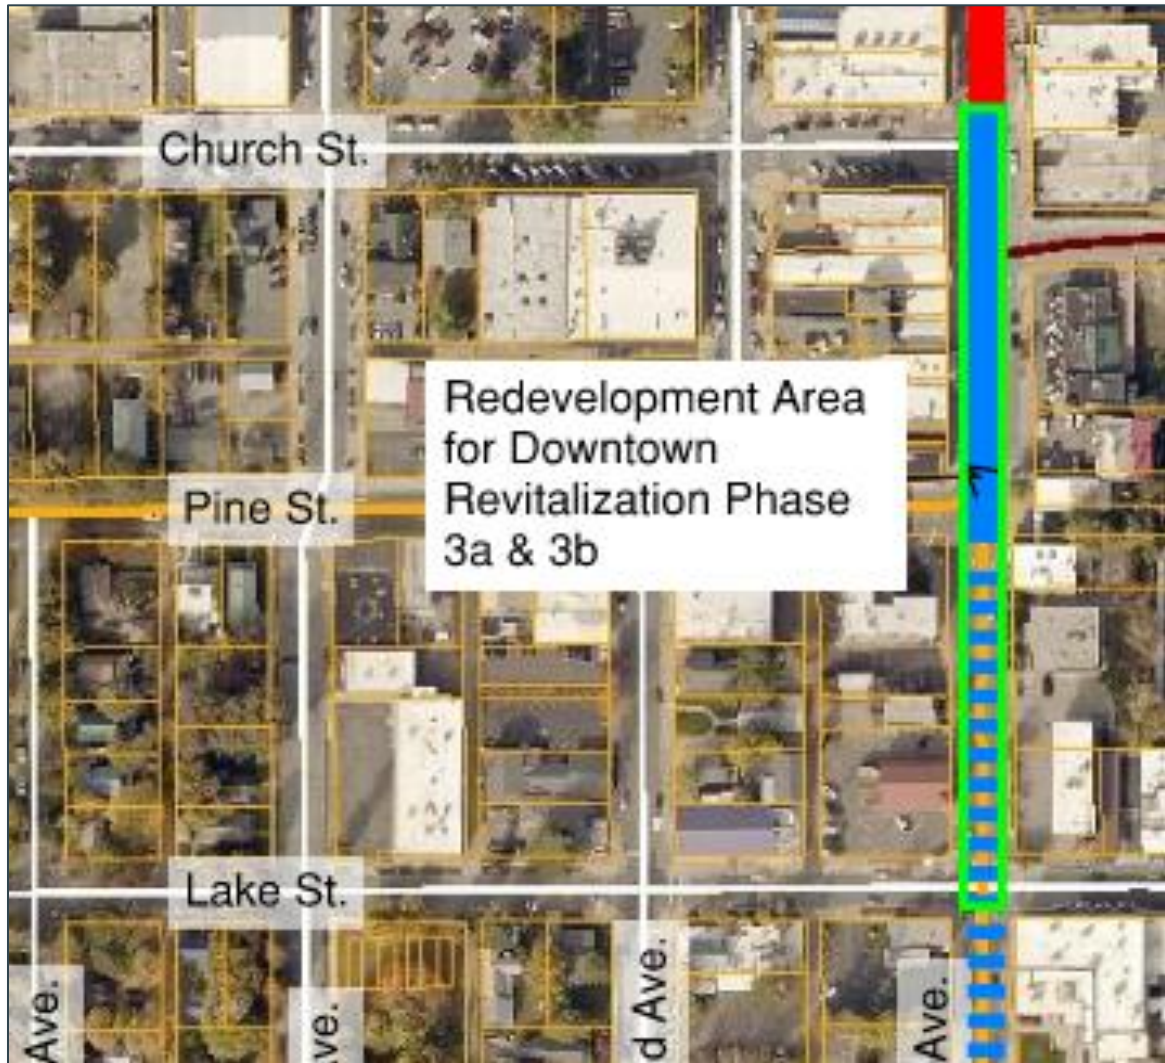 Church St.
Redevelopment Area
for Downtown
Revitalization Phase
3a & 3b
Pine St.
Lake St.
Ave.
ve.
d Ave.
Ave.